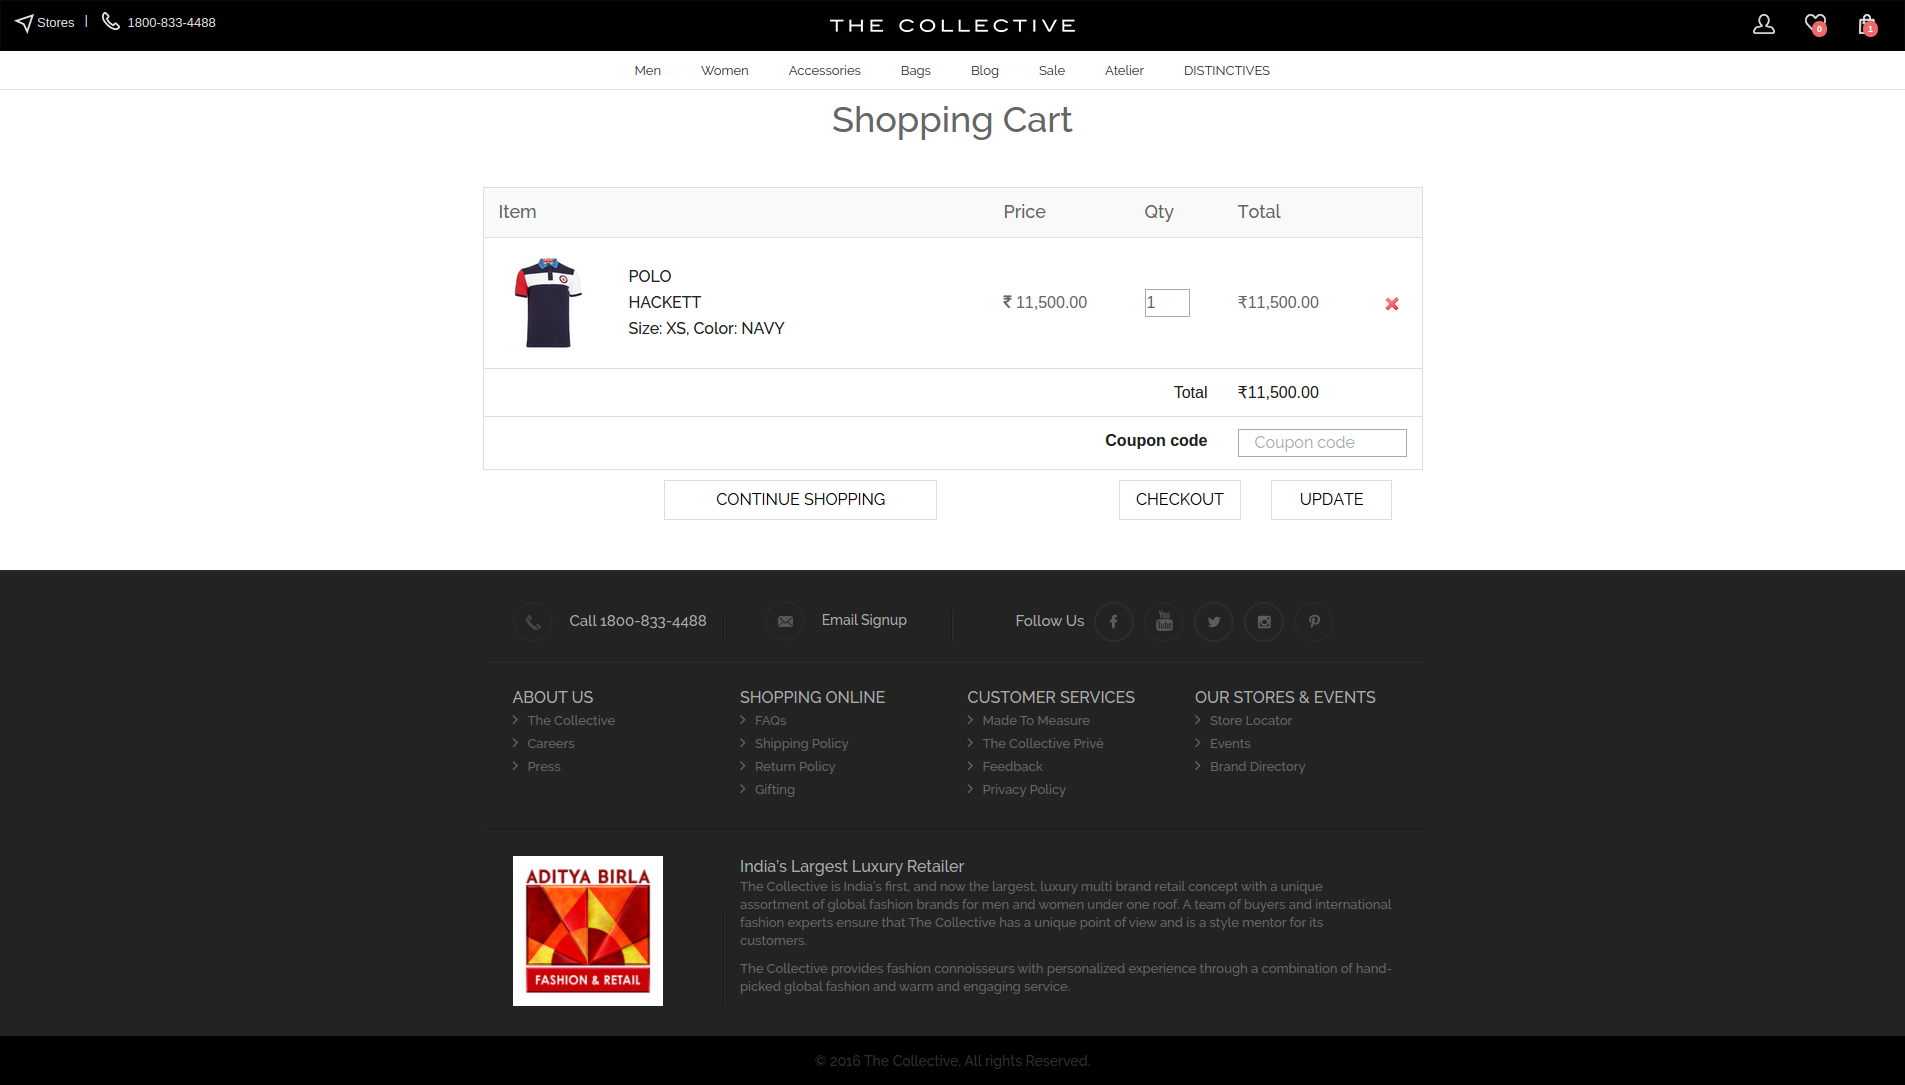 Stores | 1800-833-4488
THE COLLECTIVE
0
1
Men Women Accessories Bags Blog Sale Atelier DISTINCTIVES
Shopping Cart
Item Price Qty Total
POLO
HACKETT
Size: XS, Color: NAVY
₹ 11,500.00 1 ₹11,500.00
Total ₹11,500.00
Coupon code Coupon code
CONTINUE SHOPPING CHECKOUT UPDATE
Call 1800-833-4488 Email Signup Follow Us You Tube
ABOUT US
The Collective
Careers
Press
SHOPPING ONLINE
FAQs
Shipping Policy
Return Policy
Gifting
CUSTOMER SERVICES
Made To Measure
The Collective Privé
Feedback
Privacy Policy
OUR STORES & EVENTS
Store Locator
Events
Brand Directory
ADITYA BIRLA
FASHION & RETAIL
India's Largest Luxury Retailer
The Collective is India's first, and now the largest, luxury multi brand retail concept with a unique
assortment of global fashion brands for men and women under one roof. A team of buyers and international
fashion experts ensure that The Collective has a unique point of view and is a style mentor for its
customers.
The Collective provides fashion connoisseurs with personalized experience through a combination of hand-
picked global fashion and warm and engaging service.
© 2016 The Collective, All rights Reserved.